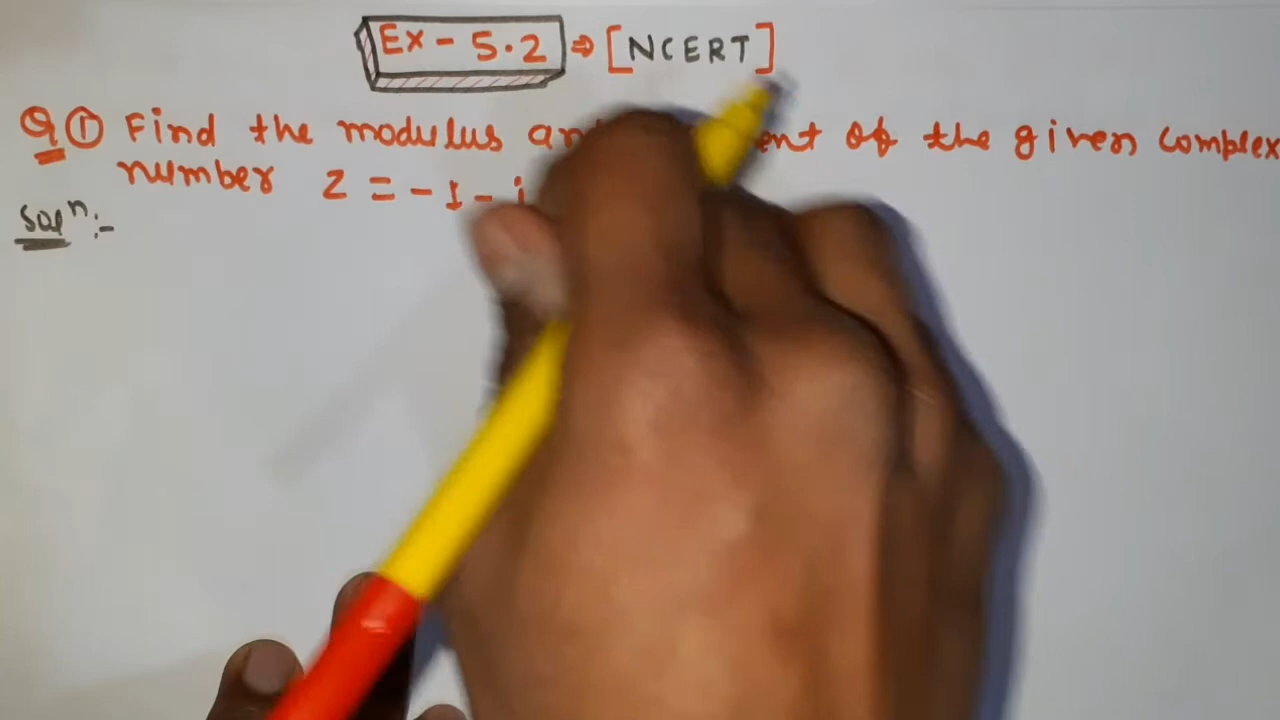 Ex - 5.2 ⇒ [NCERT]
Q① Find the modulus an ent of the given complex
number z = -1 - i
Solⁿ:-